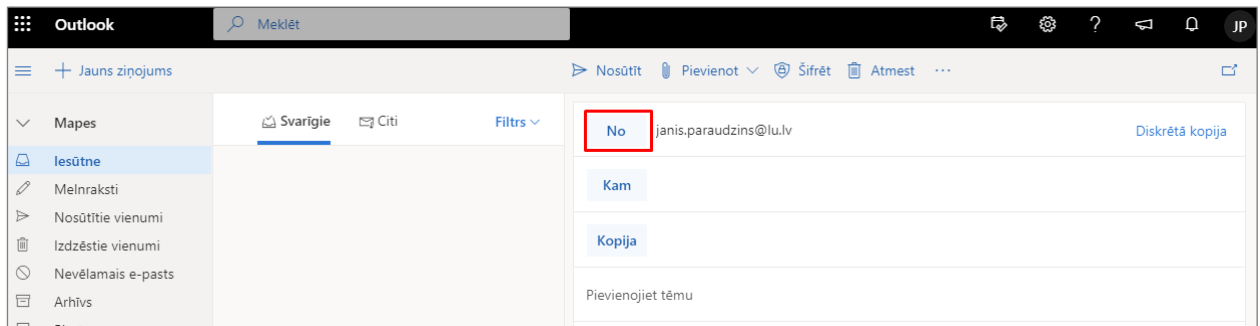 Outlook
Meklēt
JP
Jauns ziņojums
Nosūtīt Pievienot Šifrēt Atmest ...
Mapes
Iesūtne
Melnraksti
Nosūtītie vienumi
Izdzēstie vienumi
Nevēlamais e-pasts
Arhīvs
Svarīgie Citi Filtrs
No janis.paraudzins@lu.lv Diskrētā kopija
Kam
Kopija
Pievienojiet tēmu